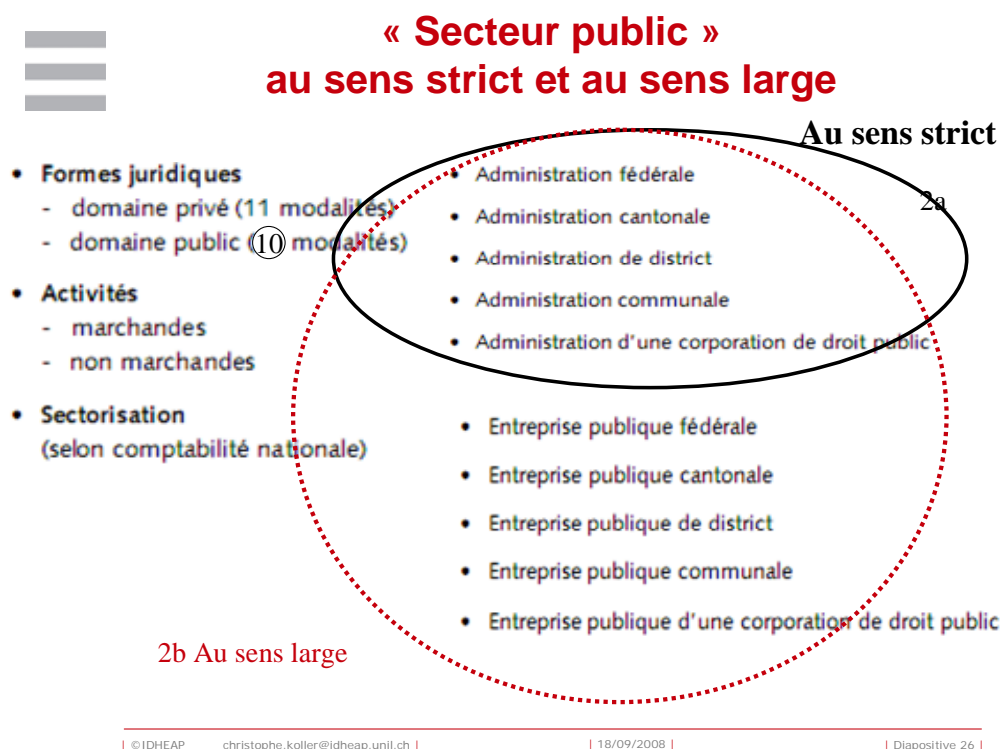 « Secteur public »
au sens strict et au sens large
Au sens strict
2a
• Formes juridiques
- domaine privé (11 modalités)
- domaine public (10 modalités)
• Activités
- marchandes
- non marchandes
• Sectorisation
(selon comptabilité nationale)
• Administration fédérale
• Administration cantonale
• Administration de district
• Administration communale
• Administration d'une corporation de droit public
• Entreprise publique fédérale
• Entreprise publique cantonale
• Entreprise publique de district
• Entreprise publique communale
• Entreprise publique d'une corporation de droit public
2b Au sens large
| ©IDHEAP christophe.koller@idheap.unil.ch | | 18/09/2008 | | Diapositive 26 |